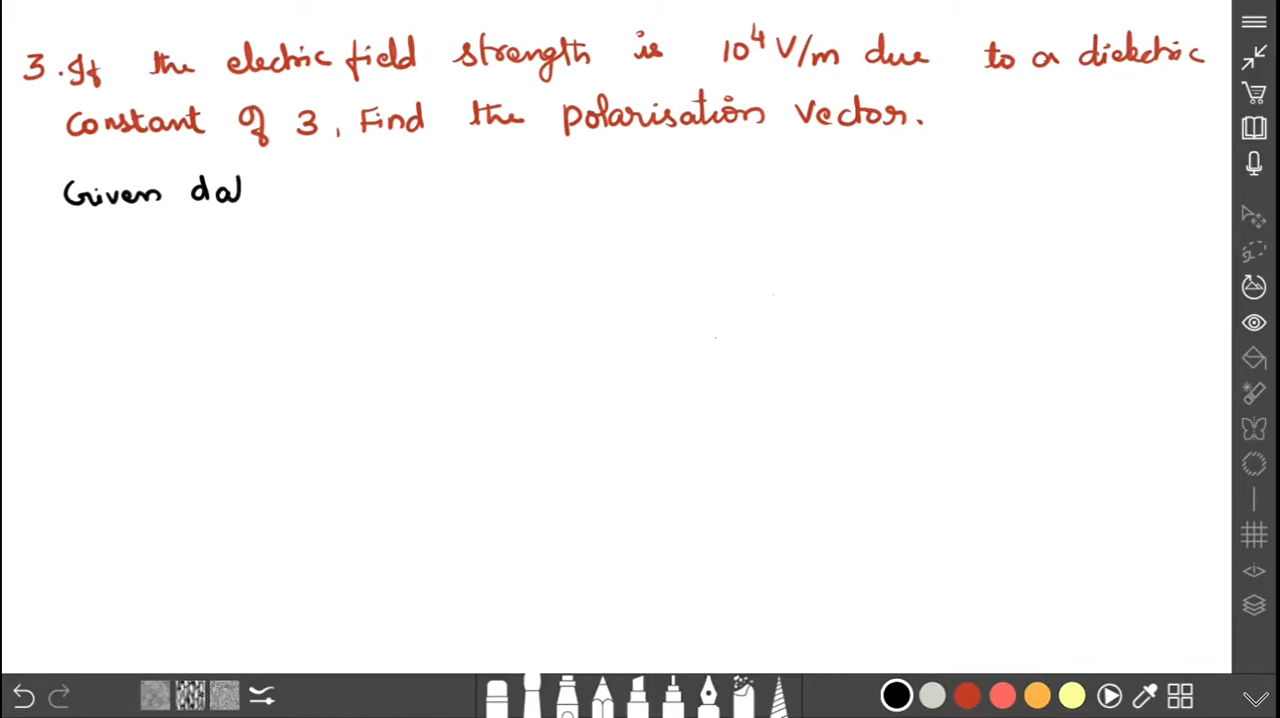 3. If the electric field strength is 10⁴ V/m due to a dielectric
constant of 3, Find the polarisation vector.
Given dat